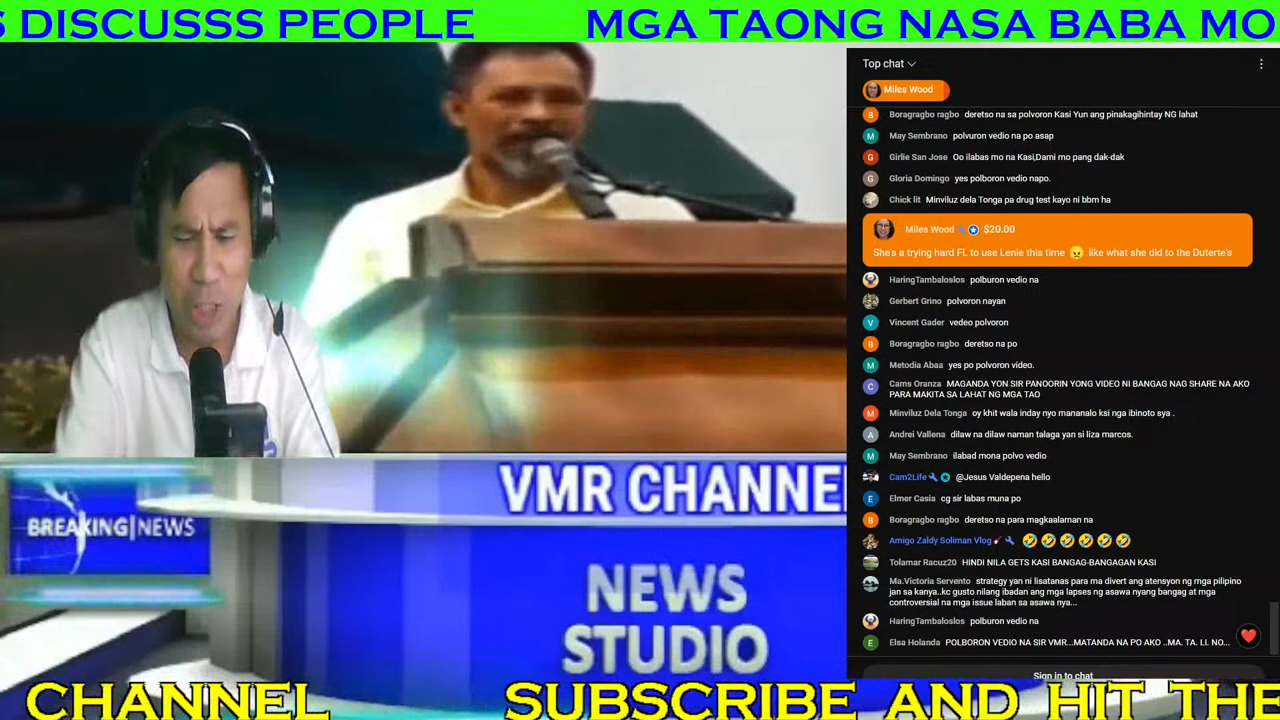 S DISCUSSS PEOPLE MGA TAONG NASA BABA MO
Top chat
Miles Wood
Boragragbo ragbo deretso na sa polvoron Kasi Yun ang pinakagihintay NG lahat
May Sembrano polvuron vedio na po asap
Girlie San Jose Oo ilabas mo na Kasi,Dami mo pang dak-dak
Gloria Domingo yes polboron vedio napo.
Chick lit Minviluz dela Tonga pa drug test kayo ni bbm ha
Miles Wood $20.00
She's a trying hard FL to use Lenie this time 😠 like what she did to the Duterte's
HaringTambaloslos polburon vedio na
Gerbert Grino polvoron nayan
Vincent Gader vedeo polvoron
Boragragbo ragbo deretso na po
Metodia Abaa yes po polvoron video.
Cams Oranza MAGANDA YON SIR PANOORIN YONG VIDEO NI BANGAG NAG SHARE NA AKO
PARA MAKITA SA LAHAT NG MGA TAO
Minviluz Dela Tonga oy khit wala inday nyo mananalo ksi nga ibinoto sya .
Andrei Vallena dilaw na dilaw naman talaga yan si liza marcos.
May Sembrano ilabad mona polvo vedio
Cam2Life @Jesus Valdepena hello
Elmer Casia cg sir labas muna po
Boragragbo ragbo deretso na para magkaalaman na
Amigo Zaldy Soliman Vlog🎸 🤣🤣🤣🤣🤣🤣
Tolamar Racuz20 HINDI NILA GETS KASI BANGAG-BANGAGAN KASI
Ma.Victoria Servento strategy yan ni lisatanas para ma divert ang atensyon ng mga pilipino
jan sa kanya..kc gusto nilang ibadan ang mga lapses ng asawa nyang bangag at mga
controversial na mga issue laban sa asawa nya...
HaringTambaloslos polburon vedio na
Elsa Holanda POLBORON VEDIO NA SIR VMR...MATANDA NA PO AKO ..MA. TA. LI. NO...
Sign in to chat
VMR CHANNE
BREAKING|NEWS
NEWS
STUDIO
CHANNEL SUBSCRIBE AND HIT THE